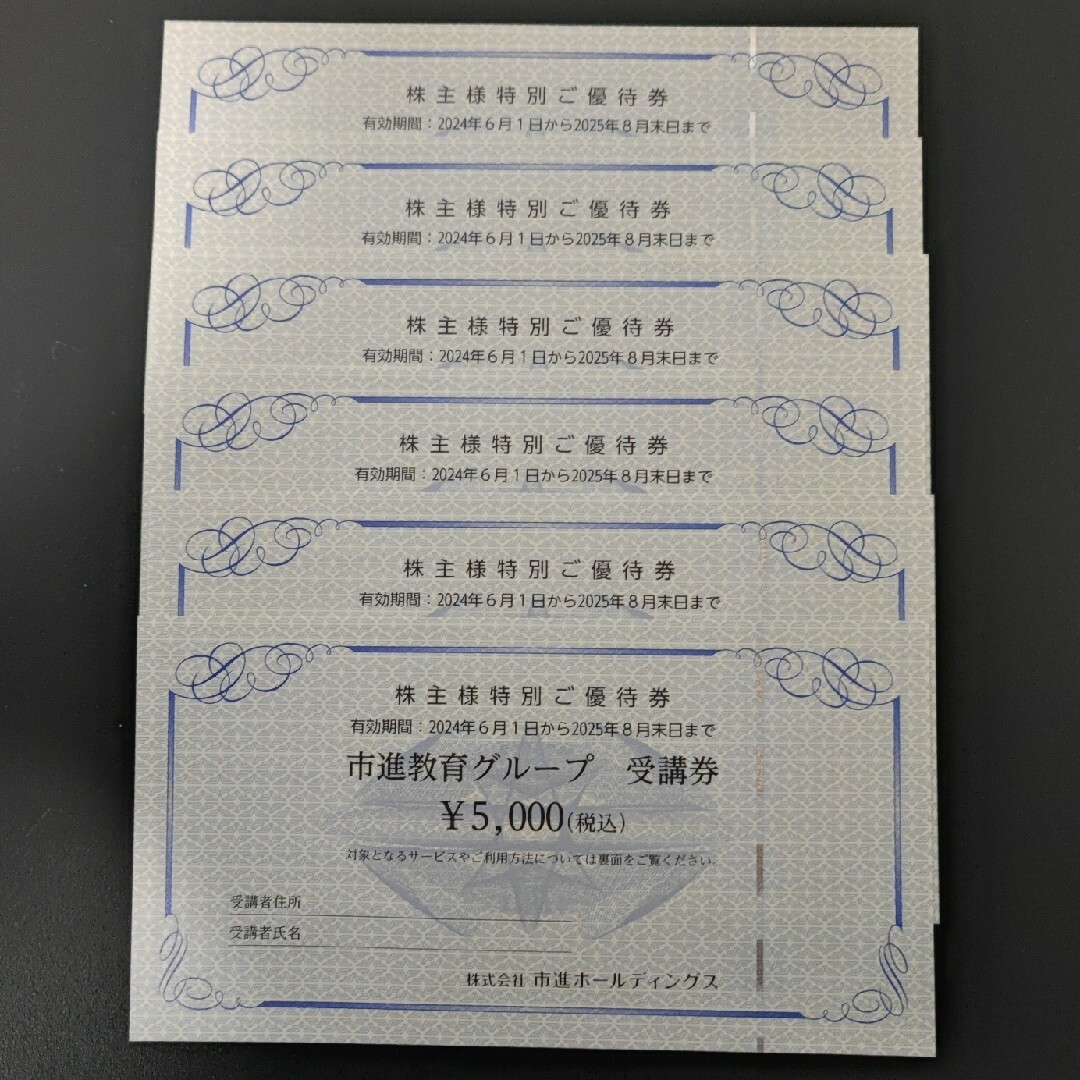 株主様特別ご優待券
有効期間：2024年6月1日から2025年8月末日まで
株主様特別ご優待券
有効期間：2024年6月1日から2025年8月末日まで
株主様特別ご優待券
有効期間：2024年6月1日から2025年8月末日まで
株主様特別ご優待券
有効期間：2024年6月1日から2025年8月末日まで
株主様特別ご優待券
有効期間：2024年6月1日から2025年8月末日まで
株主様特別ご優待券
有効期間：2024年6月1日から2025年8月末日まで
市進教育グループ　受講券
￥5,000(税込)
対象となるサービスやご利用方法については裏面をご覧ください。
受講者住所
受講者氏名
株式会社 市進ホールディングス